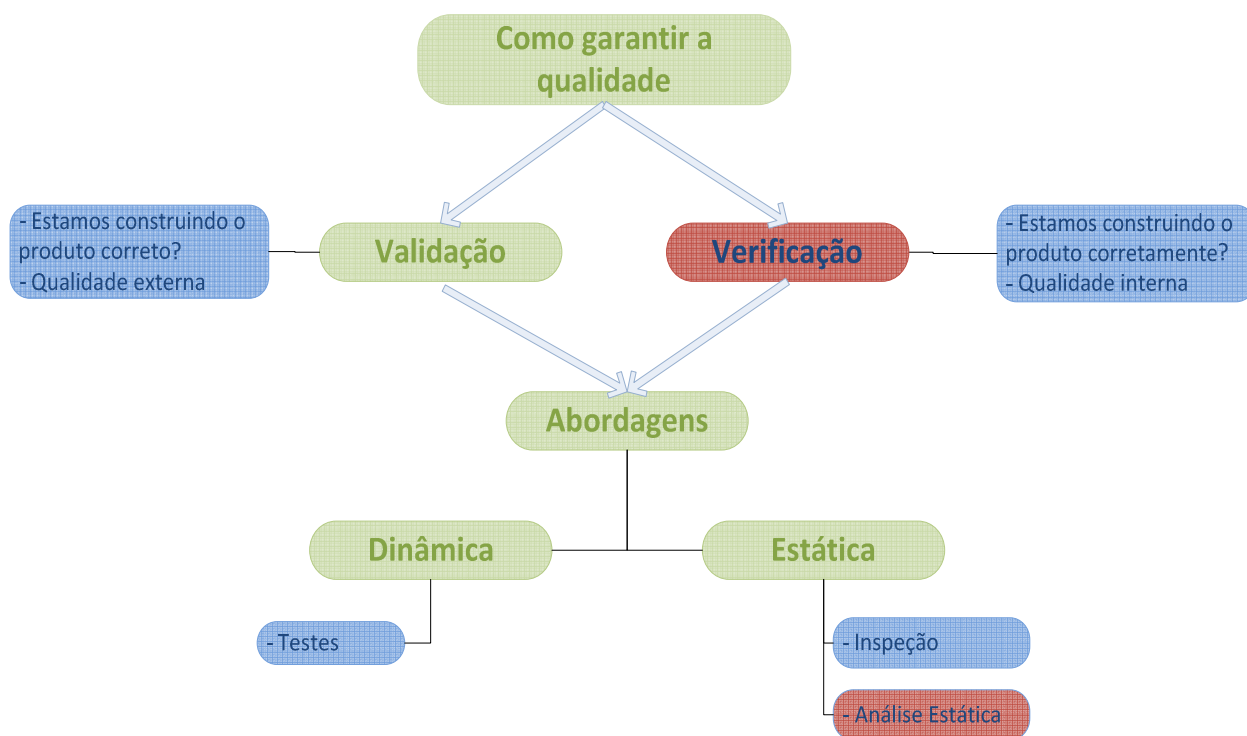 Como garantir a
qualidade
- Estamos construindo o
produto correto?
- Qualidade externa
Validação
Verificação
- Estamos construindo o
produto corretamente?
- Qualidade interna
Abordagens
Dinâmica
Estática
- Testes
- Inspeção
- Análise Estática